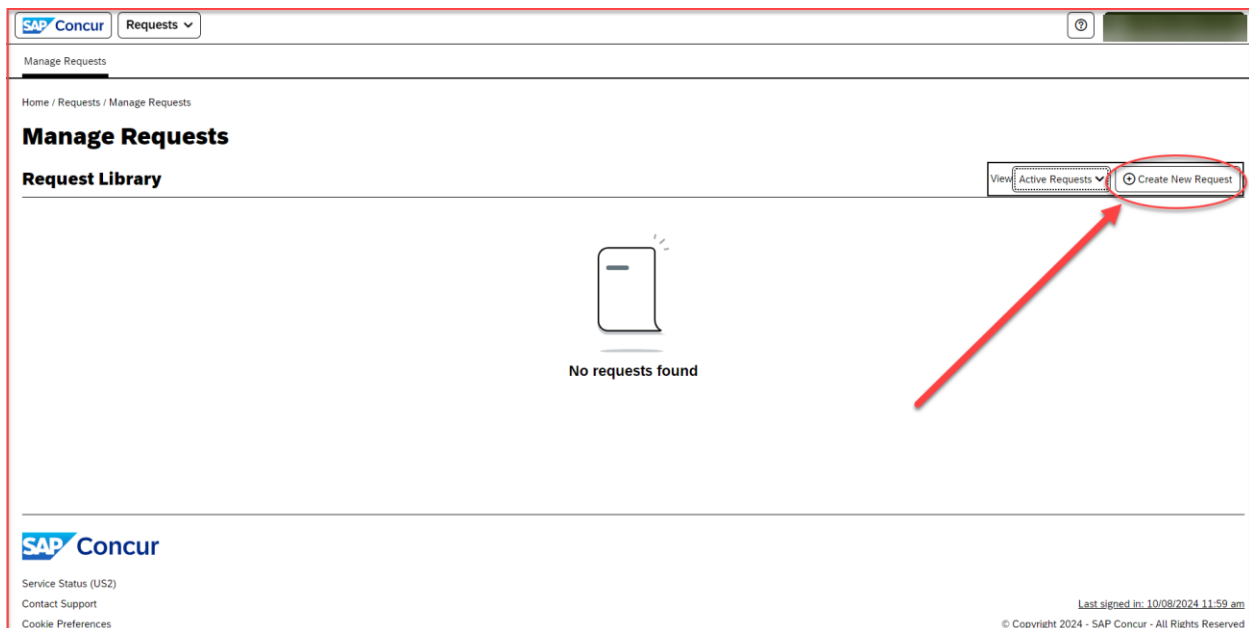 SAP Concur Requests
Manage Requests
Home / Requests / Manage Requests
Manage Requests
Request Library
View: Active Requests Create New Request
No requests found
SAP Concur
Service Status (US2)
Contact Support
Last signed in: 10/08/2024 11:59 am
Cookie Preferences
© Copyright 2024 - SAP Concur - All Rights Reserved